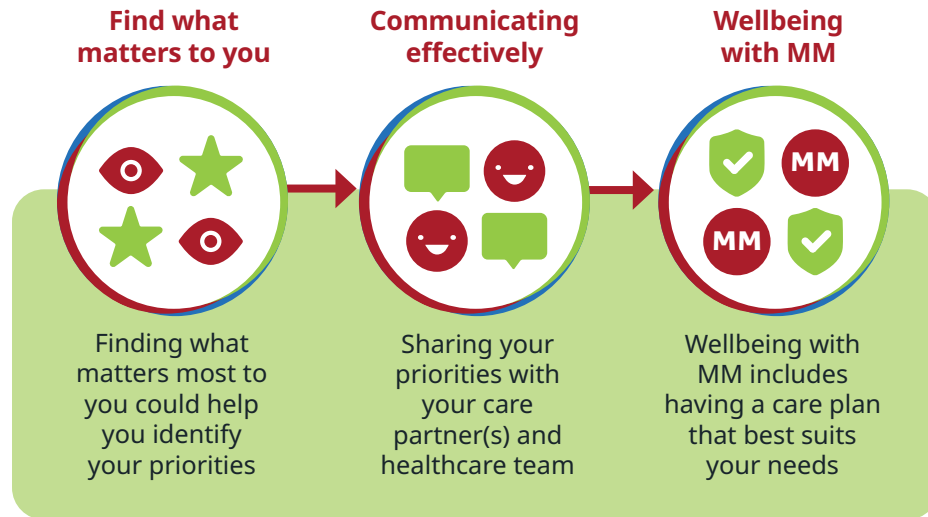 Find what
matters to you
Communicating
effectively
Wellbeing
with MM
MM
MM
Finding what
matters most to
you could help
you identify
your priorities
Sharing your
priorities with
your care
partner(s) and
healthcare team
Wellbeing with
MM includes
having a care plan
that best suits
your needs